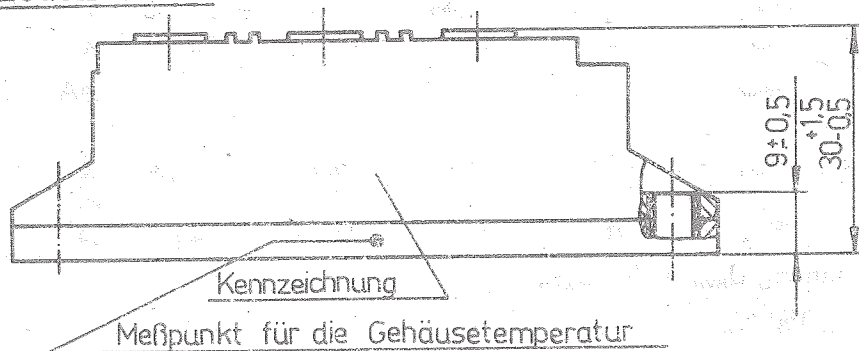 9±0,5
+1,5
30-0,5
Kennzeichnung
Meßpunkt für die Gehäusetemperatur